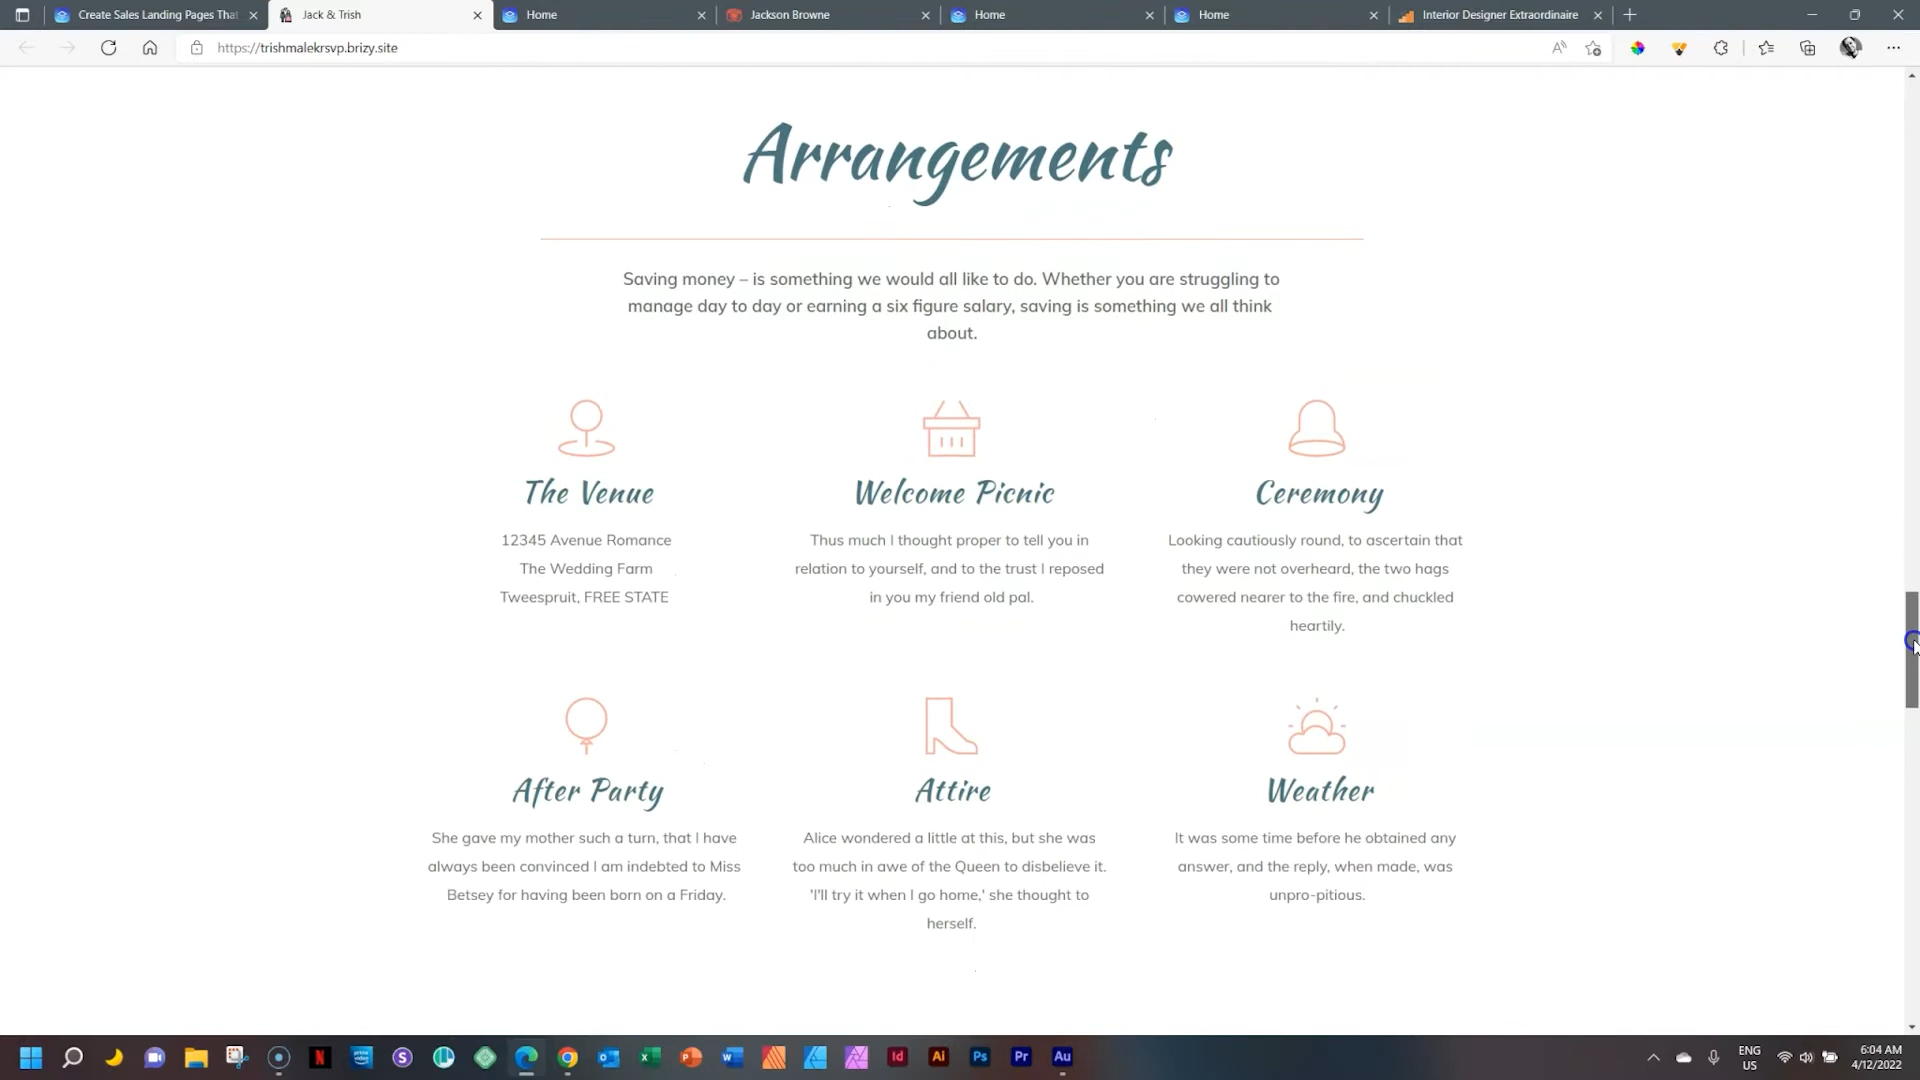 Create Sales Landing Pages That
Jack & Trish
Home
Jackson Browne
Home
Home
Interior Designer Extraordinaire
https://trishmalekrsvp.brizy.site
Arrangements
Saving money – is something we would all like to do. Whether you are struggling to
manage day to day or earning a six figure salary, saving is something we all think
about.
The Venue
12345 Avenue Romance
The Wedding Farm
Tweespruit, FREE STATE
Welcome Picnic
Thus much I thought proper to tell you in
relation to yourself, and to the trust I reposed
in you my friend old pal.
Ceremony
Looking cautiously round, to ascertain that
they were not overheard, the two hags
cowered nearer to the fire, and chuckled
heartily.
After Party
She gave my mother such a turn, that I have
always been convinced I am indebted to Miss
Betsey for having been born on a Friday.
Attire
Alice wondered a little at this, but she was
too much in awe of the Queen to disbelieve it.
'I'll try it when I go home,' she thought to
herself.
Weather
It was some time before he obtained any
answer, and the reply, when made, was
unpro-pitious.
N
prime video
S
Id
Ai
Ps
Pr
Au
ENG
US
6:04 AM
4/12/2022